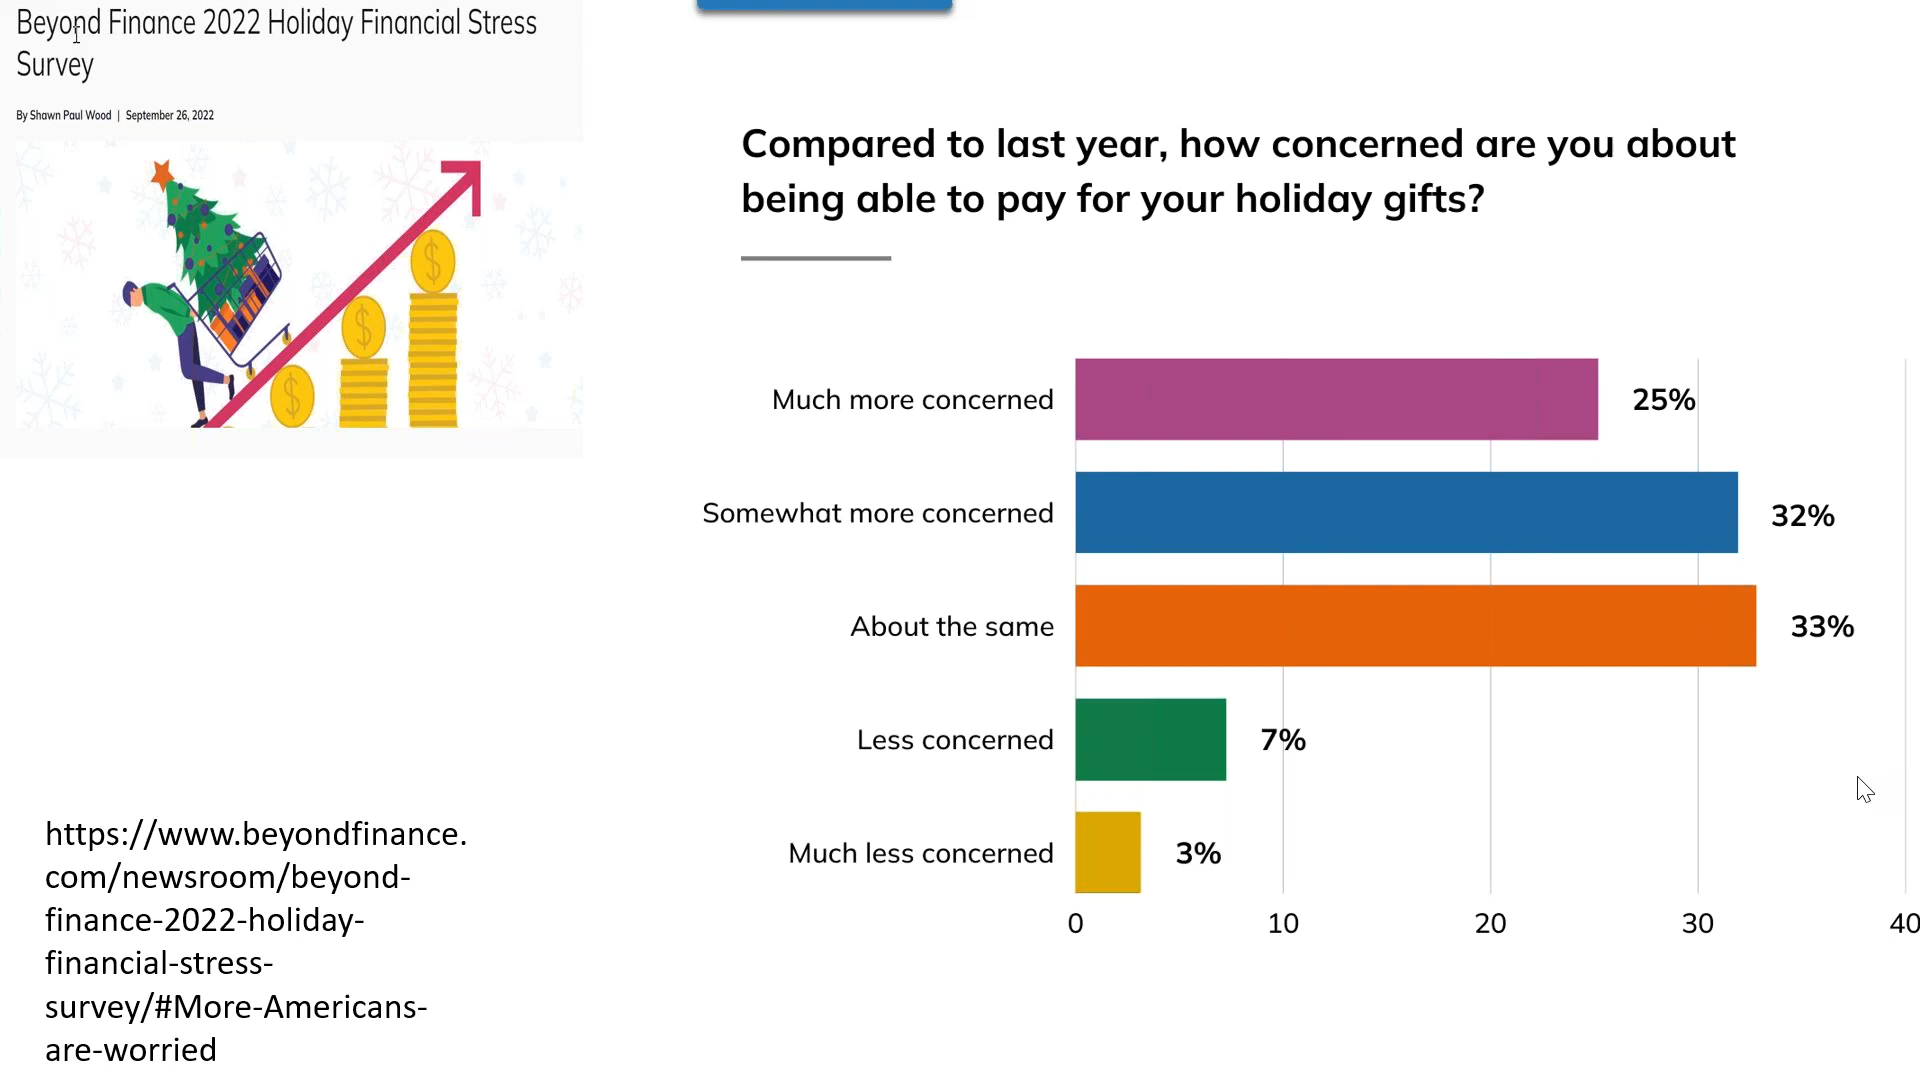 Beyond Finance 2022 Holiday Financial Stress
Survey
By Shawn Paul Wood | September 26, 2022
$
$
$
https://www.beyondfinance.
com/newsroom/beyond-
finance-2022-holiday-
financial-stress-
survey/#More-Americans-
are-worried
Compared to last year, how concerned are you about
being able to pay for your holiday gifts?
Much more concerned 25%
Somewhat more concerned 32%
About the same 33%
Less concerned 7%
Much less concerned 3%
0 10 20 30 40